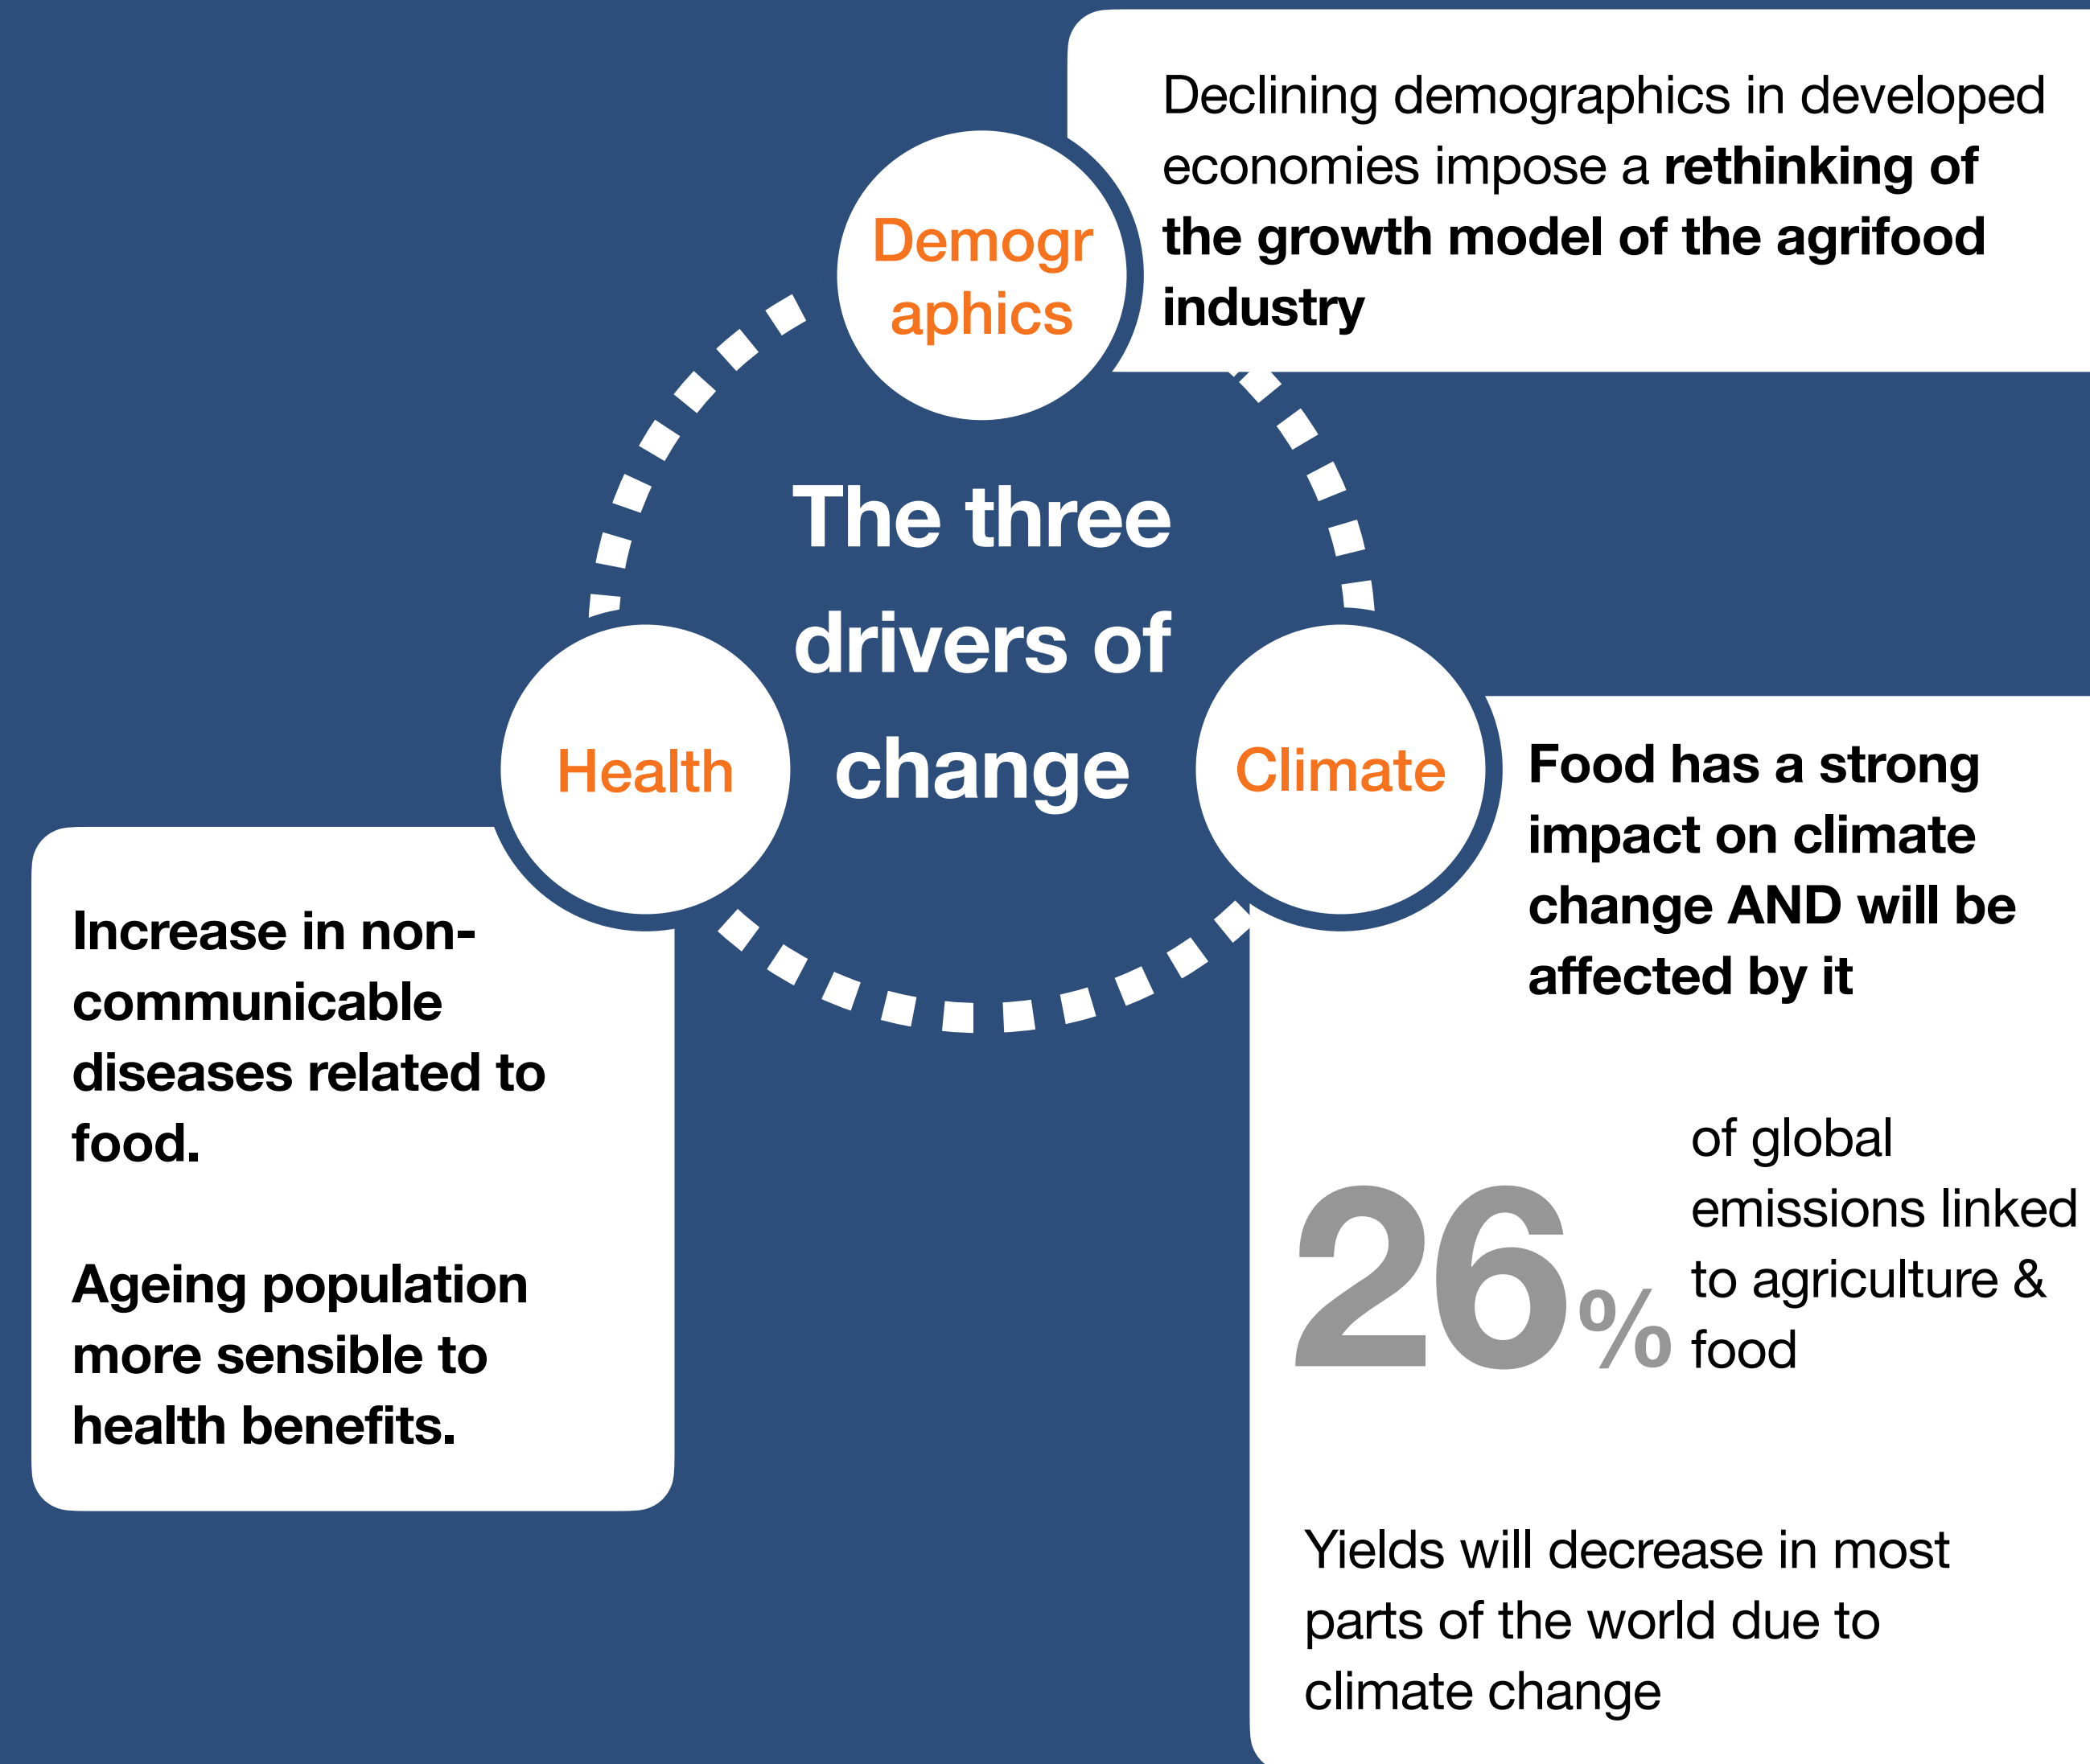 Declining demographics in developed
economies impose a rethinking of
the growth model of the agrifood
industry
Demogr
aphics
The three
drivers of
change
Health
Climate
Increase in non-
communicable
diseases related to
food.
Ageing population
more sensible to
health benefits.
Food has a strong
impact on climate
change AND will be
affected by it
26%
of global
emissions linked
to agriculture &
food
Yields will decrease in most
parts of the world due to
climate change